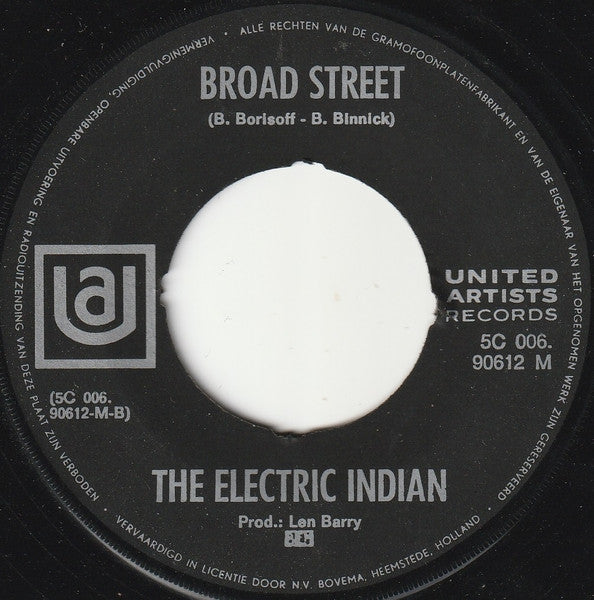 ALLE RECHTEN VAN DE GRAMOFOONPLATENFABRIKANT EN VAN DE EIGENAAR VAN HET OPGENOMEN WERK ZIJN GERESERVEERD
VERMENIGVULDIGING, OPENBARE UITVOERING EN RADIOUITZENDING VAN DEZE PLAAT ZIJN VERBODEN
BROAD STREET
(B. Borisoff - B. Binnick)
ua
UNITED
ARTISTS
RECORDS
5C 006.
90612 M
(5C 006.
90612-M-B)
THE ELECTRIC INDIAN
Prod.: Len Barry
VERVAARDIGD IN LICENTIE DOOR N.V. BOVEMA, HEEMSTEDE, HOLLAND